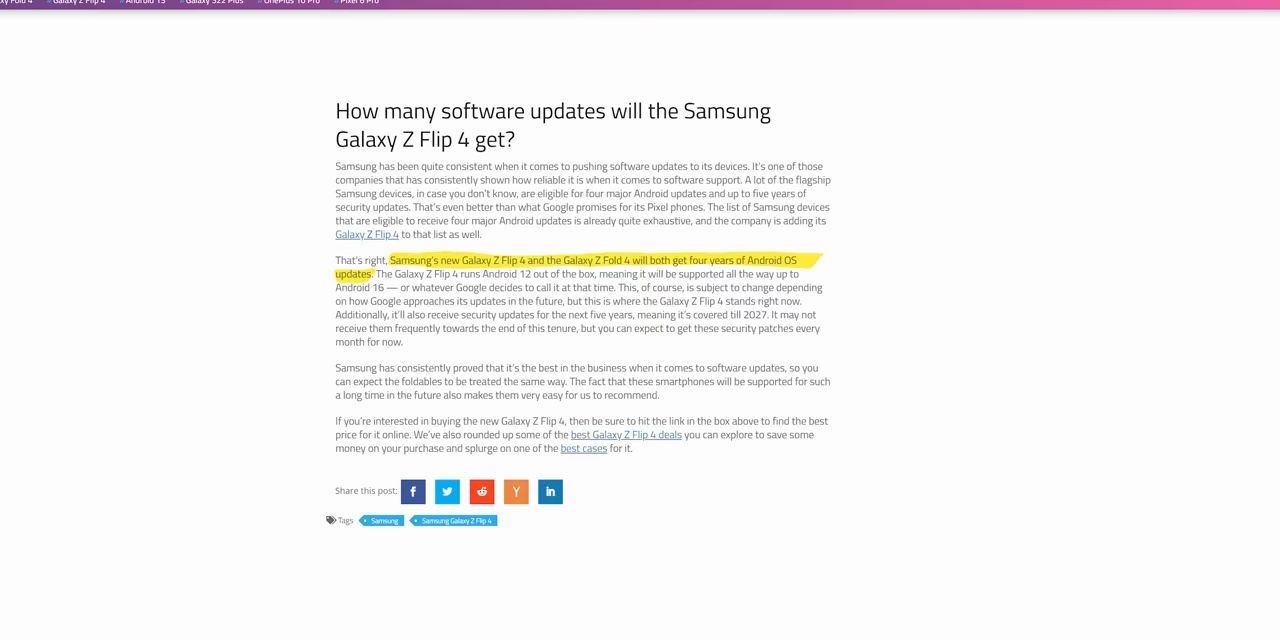 xy Fold 4 # Galaxy Z Flip 4 # Android 13 # Galaxy S22 Plus # OnePlus 10 Pro # Pixel 6 Pro
How many software updates will the Samsung
Galaxy Z Flip 4 get?
Samsung has been quite consistent when it comes to pushing software updates to its devices. It's one of those
companies that has consistently shown how reliable it is when it comes to software support. A lot of the flagship
Samsung devices, in case you don't know, are eligible for four major Android updates and up to five years of
security updates. That's even better than what Google promises for its Pixel phones. The list of Samsung devices
that are eligible to receive four major Android updates is already quite exhaustive, and the company is adding its
Galaxy Z Flip 4 to that list as well.
That's right, Samsung's new Galaxy Z Flip 4 and the Galaxy Z Fold 4 will both get four years of Android OS
updates. The Galaxy Z Flip 4 runs Android 12 out of the box, meaning it will be supported all the way up to
Android 16 — or whatever Google decides to call it at that time. This, of course, is subject to change depending
on how Google approaches its updates in the future, but this is where the Galaxy Z Flip 4 stands right now.
Additionally, it'll also receive security updates for the next five years, meaning it's covered till 2027. It may not
receive them frequently towards the end of this tenure, but you can expect to get these security patches every
month for now.
Samsung has consistently proved that it's the best in the business when it comes to software updates, so you
can expect the foldables to be treated the same way. The fact that these smartphones will be supported for such
a long time in the future also makes them very easy for us to recommend.
If you're interested in buying the new Galaxy Z Flip 4, then be sure to hit the link in the box above to find the best
price for it online. We've also rounded up some of the best Galaxy Z Flip 4 deals you can explore to save some
money on your purchase and splurge on one of the best cases for it.
Share this post:
Tags Samsung Samsung Galaxy Z Flip 4